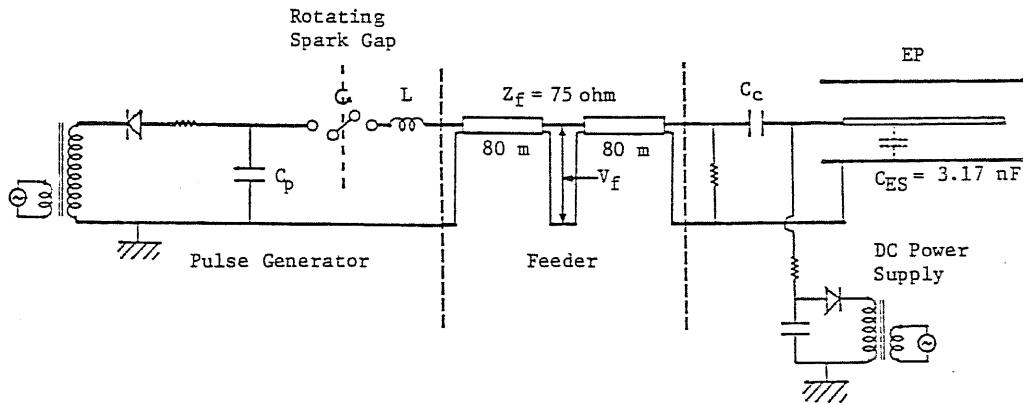 Rotating
Spark Gap
EP
L
Z_f = 75 ohm
C_c
80 m
80 m
C_p
V_f
C_ES = 3.17 nF
Pulse Generator
Feeder
DC Power
Supply